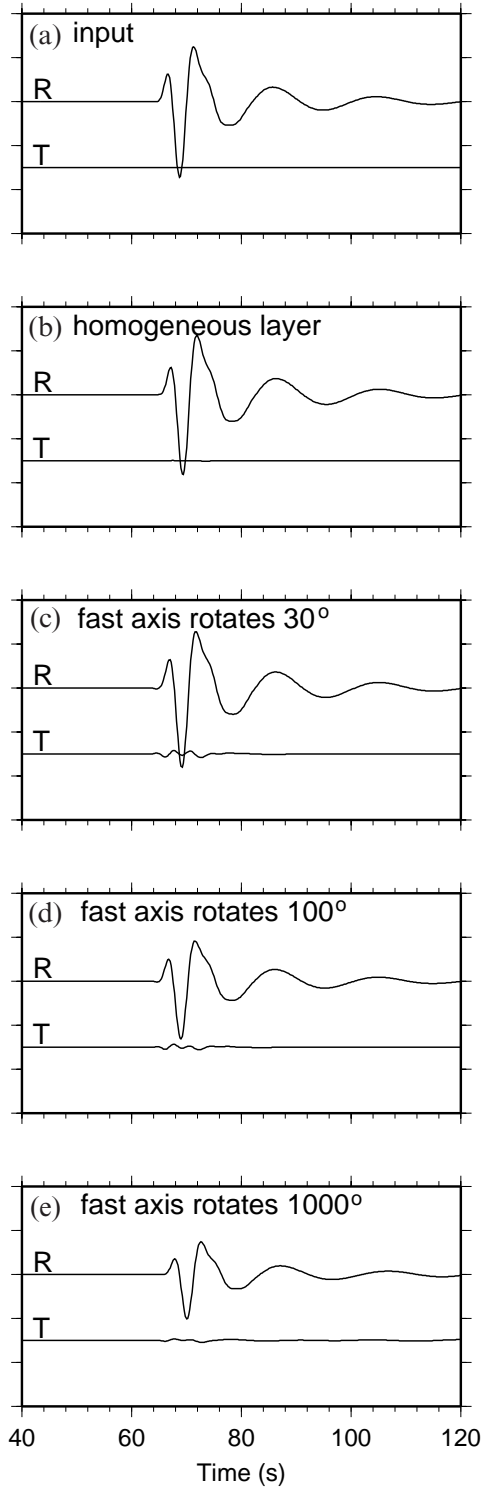 (a) input
R
T
(b) homogeneous layer
R
T
(c) fast axis rotates 30°
R
T
(d) fast axis rotates 100°
R
T
(e) fast axis rotates 1000°
R
T
40 60 80 100 120
Time (s)